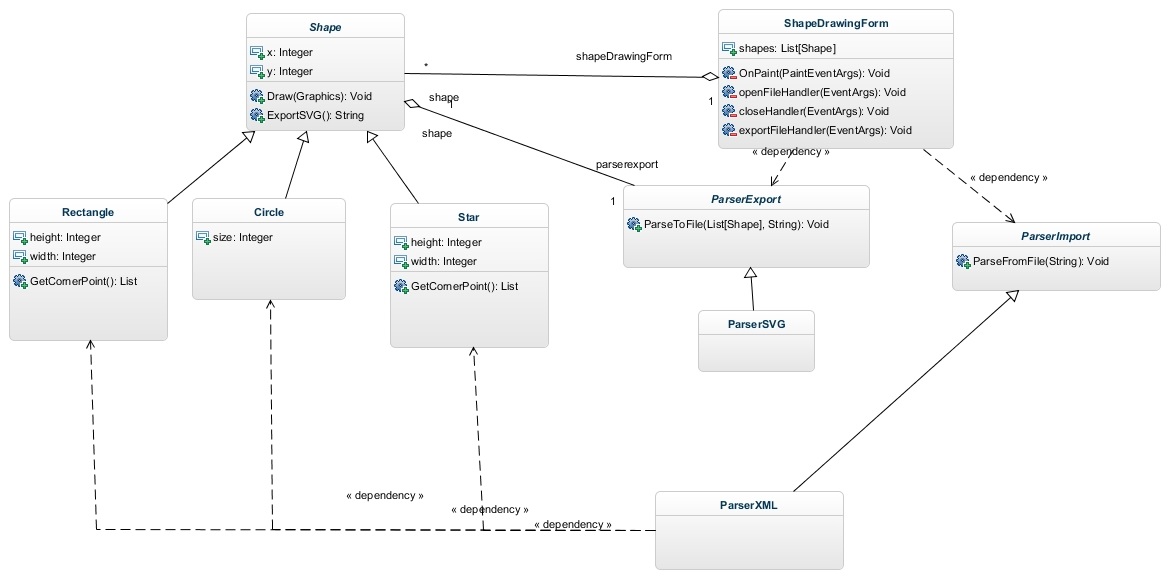 Shape
x: Integer
y: Integer
Draw(Graphics): Void
ExportSVG(): String
ShapeDrawingForm
shapes: List[Shape]
OnPaint(PaintEventArgs): Void
openFileHandler(EventArgs): Void
closeHandler(EventArgs): Void
exportFileHandler(EventArgs): Void
shapeDrawingForm
*
1
shape
1
shape
parserexport
1
« dependency »
« dependency »
Rectangle
height: Integer
width: Integer
GetCornerPoint(): List
Circle
size: Integer
Star
height: Integer
width: Integer
GetCornerPoint(): List
ParserExport
ParseToFile(List[Shape], String): Void
ParserImport
ParseFromFile(String): Void
ParserSVG
ParserXML
« dependency »
« dependency »
« dependency »